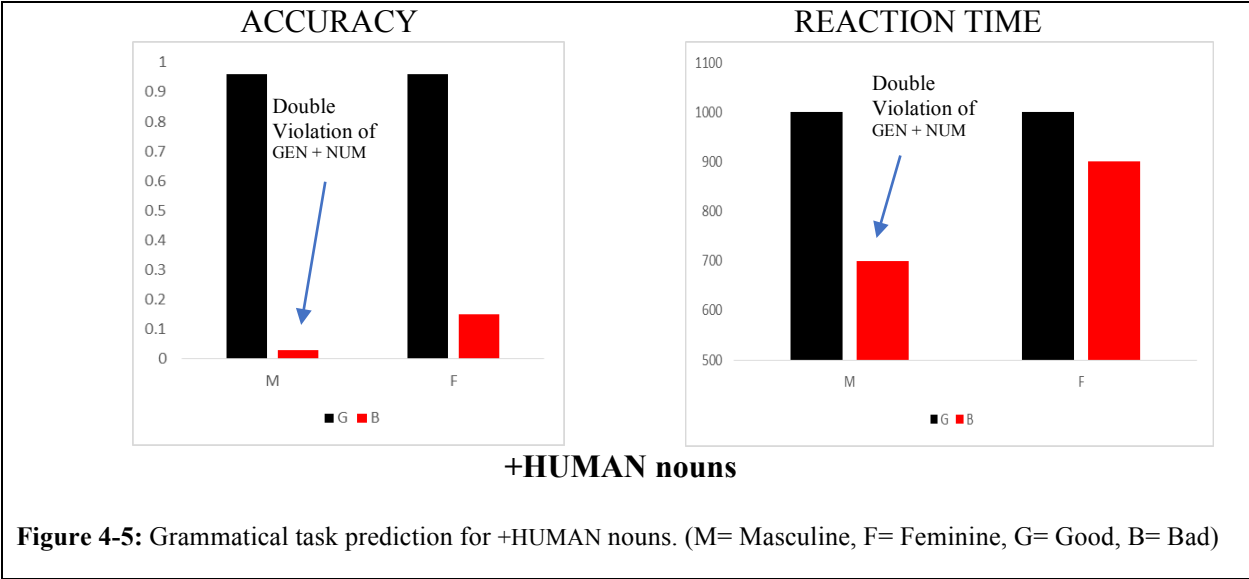 ACCURACY
1
0.9
0.8
0.7
0.6
0.5
0.4
0.3
0.2
0.1
0
Double
Violation of
GEN + NUM
M F
G B
REACTION TIME
1100
1000
900
800
700
600
500
Double
Violation of
GEN + NUM
M F
G B
+HUMAN nouns
Figure 4-5: Grammatical task prediction for +HUMAN nouns. (M= Masculine, F= Feminine, G= Good, B= Bad)